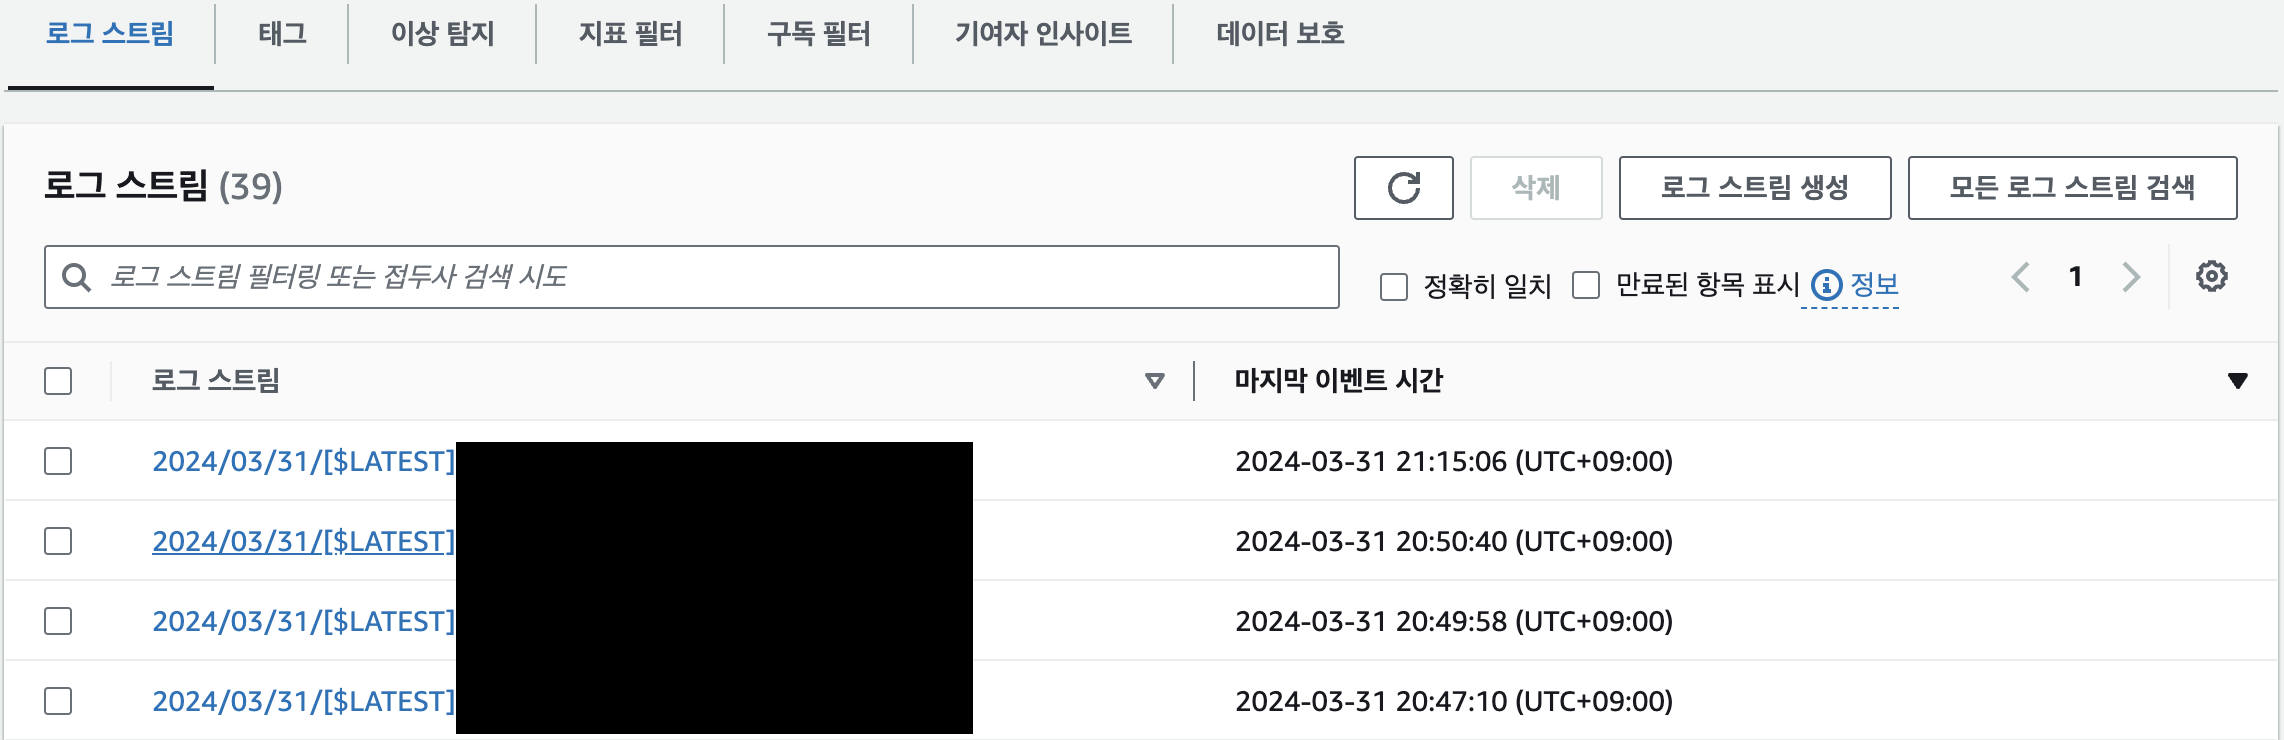 로그 스트림 태그 이상 탐지 지표 필터 구독 필터 기여자 인사이트 데이터 보호
로그 스트림 (39) 삭제 로그 스트림 생성 모든 로그 스트림 검색
로그 스트림 필터링 또는 접두사 검색 시도 정확히 일치 만료된 항목 표시 정보 1
로그 스트림 마지막 이벤트 시간
2024/03/31/[$LATEST] 2024-03-31 21:15:06 (UTC+09:00)
2024/03/31/[$LATEST] 2024-03-31 20:50:40 (UTC+09:00)
2024/03/31/[$LATEST] 2024-03-31 20:49:58 (UTC+09:00)
2024/03/31/[$LATEST] 2024-03-31 20:47:10 (UTC+09:00)